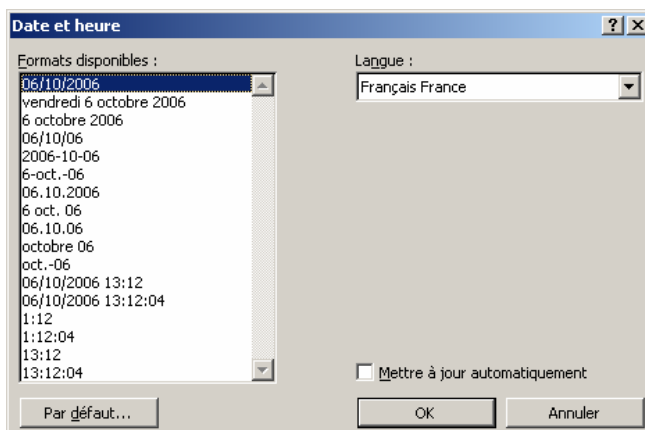 Date et heure
Formats disponibles :
06/10/2006
vendredi 6 octobre 2006
6 octobre 2006
06/10/06
2006-10-06
6-oct.-06
06.10.2006
6 oct. 06
06.10.06
octobre 06
oct.-06
06/10/2006 13:12
06/10/2006 13:12:04
1:12
1:12:04
13:12
13:12:04
Langue :
Français France
Mettre à jour automatiquement
Par défaut...
OK
Annuler